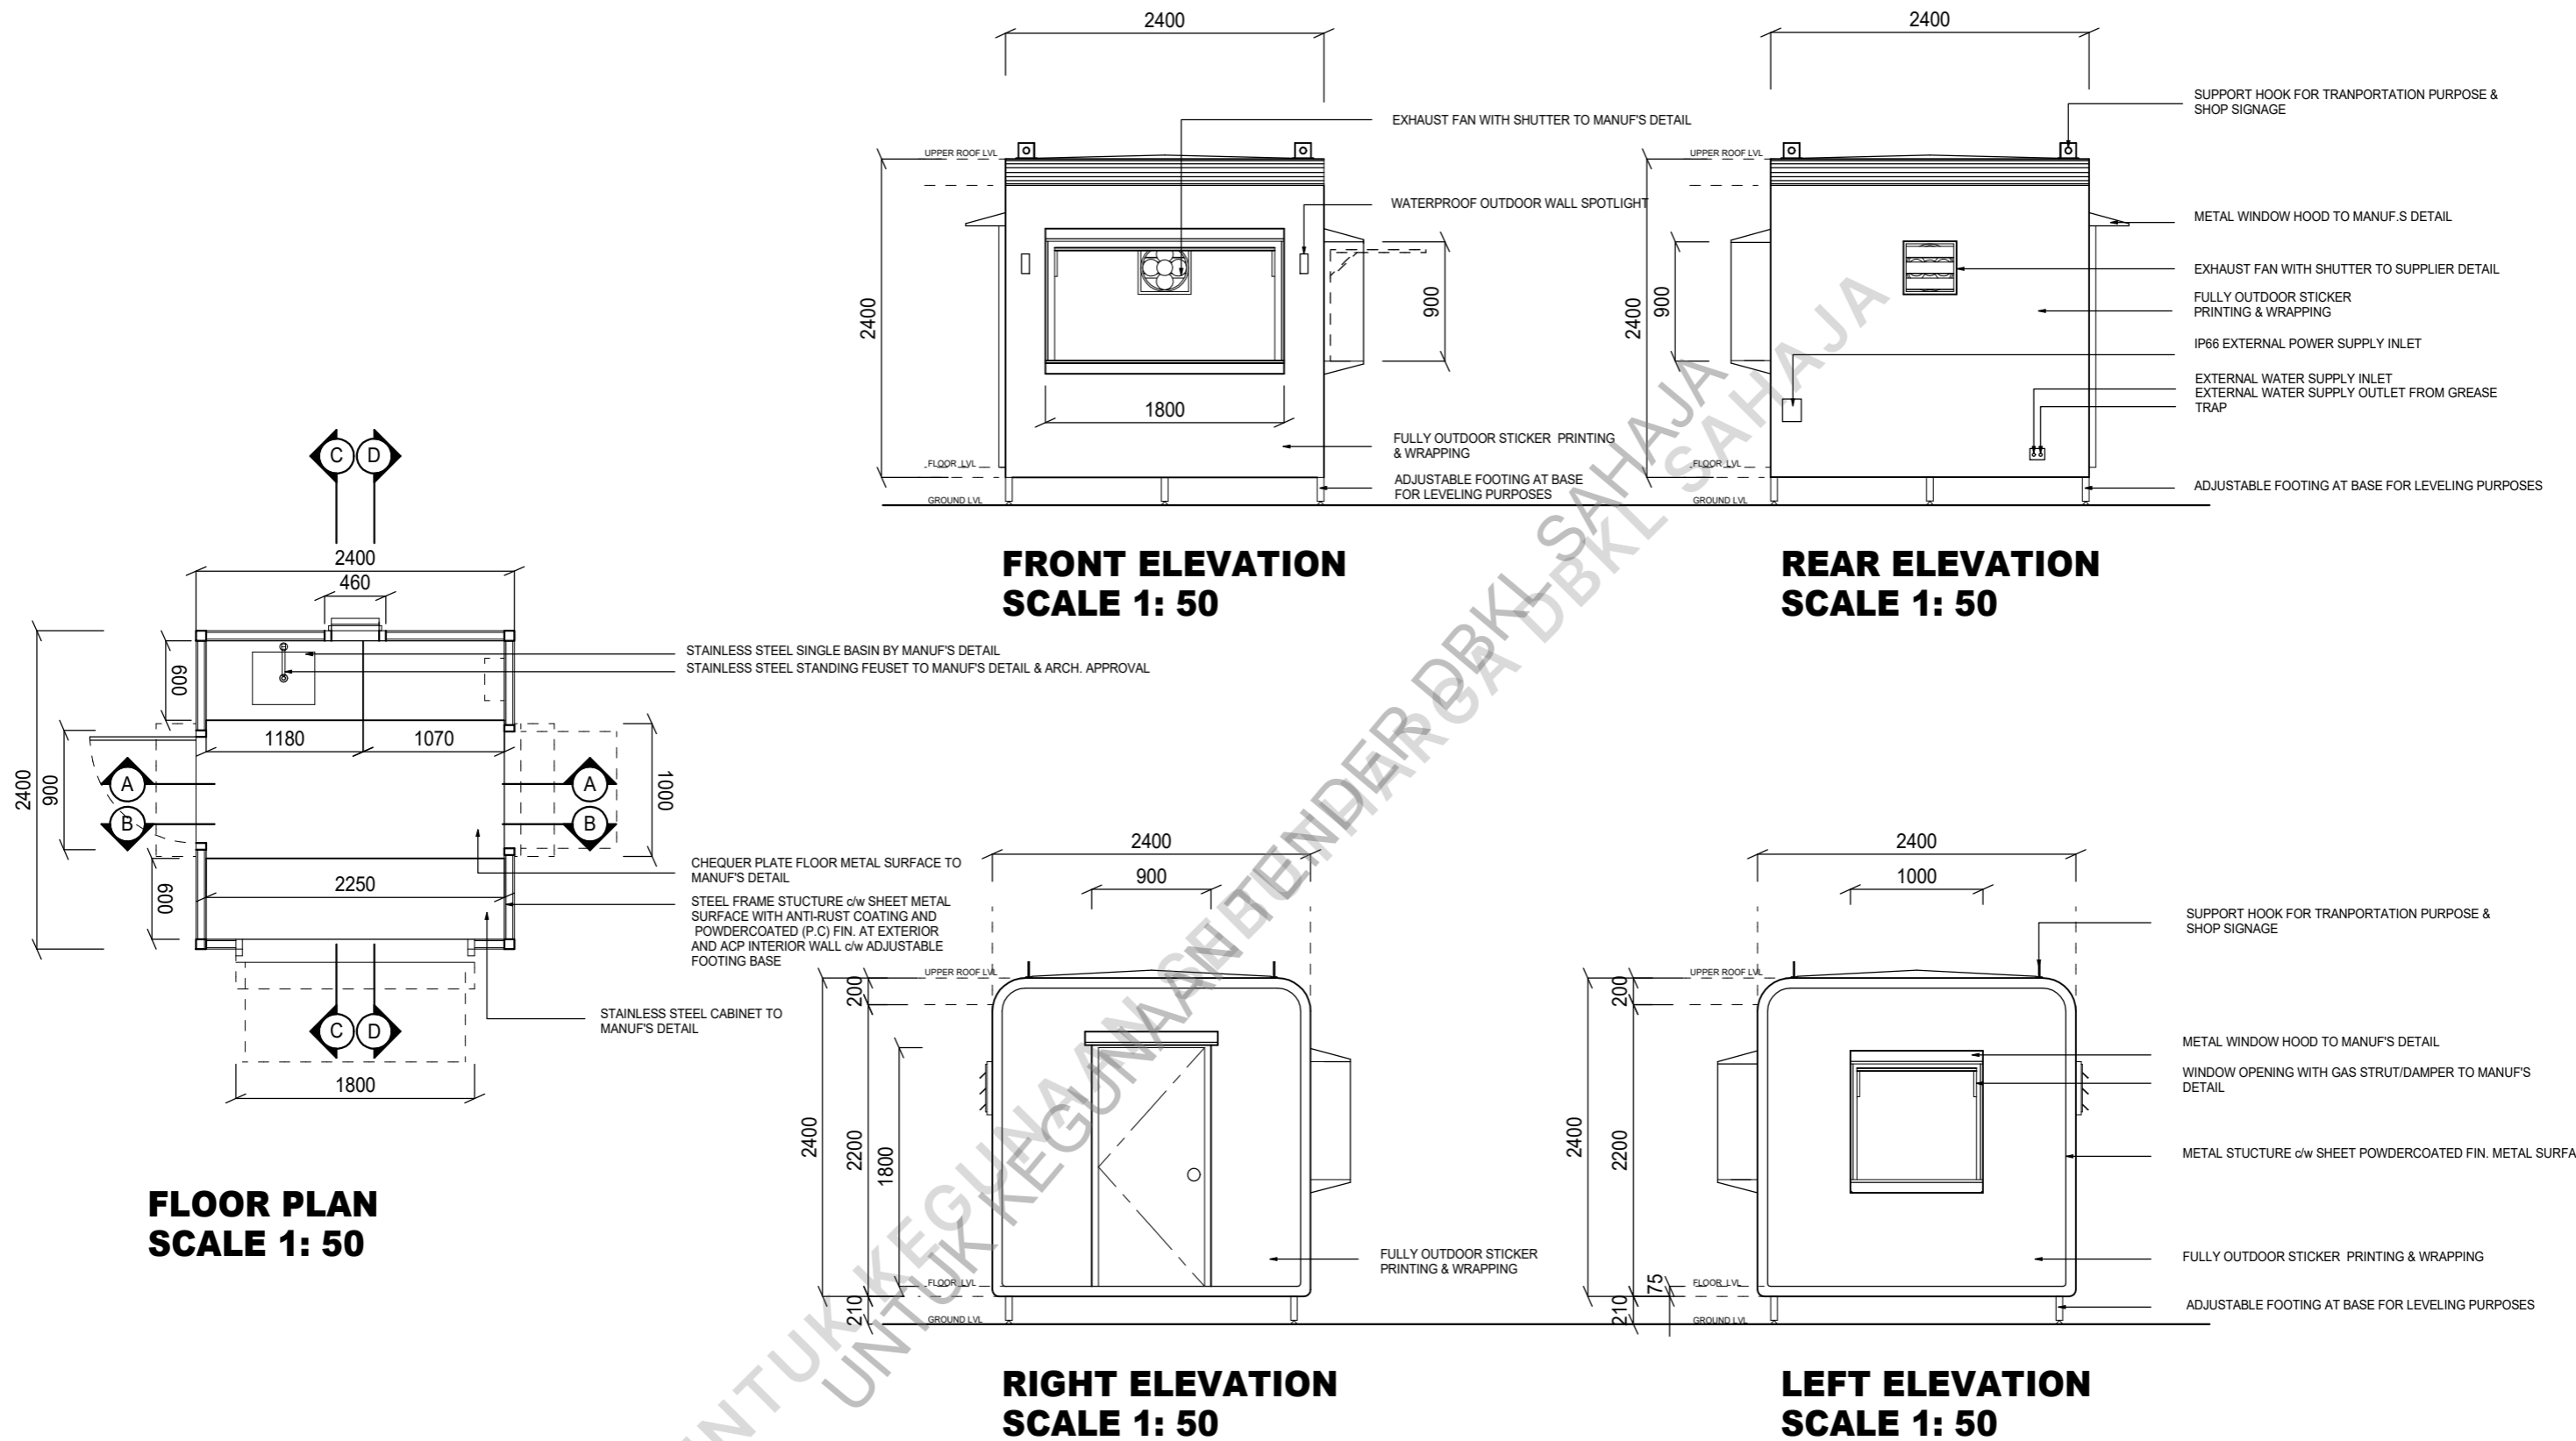 2400
EXHAUST FAN WITH SHUTTER TO MANUF'S DETAIL
UPPER ROOF LVL
WATERPROOF OUTDOOR WALL SPOTLIGHT
2400
900
1800
FULLY OUTDOOR STICKER PRINTING
& WRAPPING
FLOOR LVL
ADJUSTABLE FOOTING AT BASE
FOR LEVELING PURPOSES
GROUND LVL
FRONT ELEVATION
SCALE 1: 50
2400
SUPPORT HOOK FOR TRANPORTATION PURPOSE &
SHOP SIGNAGE
UPPER ROOF LVL
METAL WINDOW HOOD TO MANUF.S DETAIL
EXHAUST FAN WITH SHUTTER TO SUPPLIER DETAIL
2400
900
FULLY OUTDOOR STICKER
PRINTING & WRAPPING
IP66 EXTERNAL POWER SUPPLY INLET
EXTERNAL WATER SUPPLY INLET
EXTERNAL WATER SUPPLY OUTLET FROM GREASE
TRAP
FLOOR LVL
ADJUSTABLE FOOTING AT BASE FOR LEVELING PURPOSES
GROUND LVL
REAR ELEVATION
SCALE 1: 50
C D
2400
460
STAINLESS STEEL SINGLE BASIN BY MANUF'S DETAIL
STAINLESS STEEL STANDING FEUSET TO MANUF'S DETAIL & ARCH. APPROVAL
600
1180 1070
2400
900
A A
1000
B B
CHEQUER PLATE FLOOR METAL SURFACE TO
MANUF'S DETAIL
2250
600
STEEL FRAME STUCTURE c/w SHEET METAL
SURFACE WITH ANTI-RUST COATING AND
POWDERCOATED (P.C) FIN. AT EXTERIOR
AND ACP INTERIOR WALL c/w ADJUSTABLE
FOOTING BASE
STAINLESS STEEL CABINET TO
MANUF'S DETAIL
C D
1800
FLOOR PLAN
SCALE 1: 50
2400
900
UPPER ROOF LVL
200
2400
2200
1800
FULLY OUTDOOR STICKER
PRINTING & WRAPPING
FLOOR LVL
210
GROUND LVL
RIGHT ELEVATION
SCALE 1: 50
2400
1000
SUPPORT HOOK FOR TRANPORTATION PURPOSE &
SHOP SIGNAGE
UPPER ROOF LVL
200
METAL WINDOW HOOD TO MANUF'S DETAIL
WINDOW OPENING WITH GAS STRUT/DAMPER TO MANUF'S
DETAIL
2400
2200
METAL STUCTURE c/w SHEET POWDERCOATED FIN. METAL SURFA
FULLY OUTDOOR STICKER PRINTING & WRAPPING
75
FLOOR LVL
210
ADJUSTABLE FOOTING AT BASE FOR LEVELING PURPOSES
GROUND LVL
LEFT ELEVATION
SCALE 1: 50
UNTUK KEGUNAAN TENDER DBKL SAHAJA
UNTUK KEGUNAAN SEBUT HARGA DBKL SAHAJA